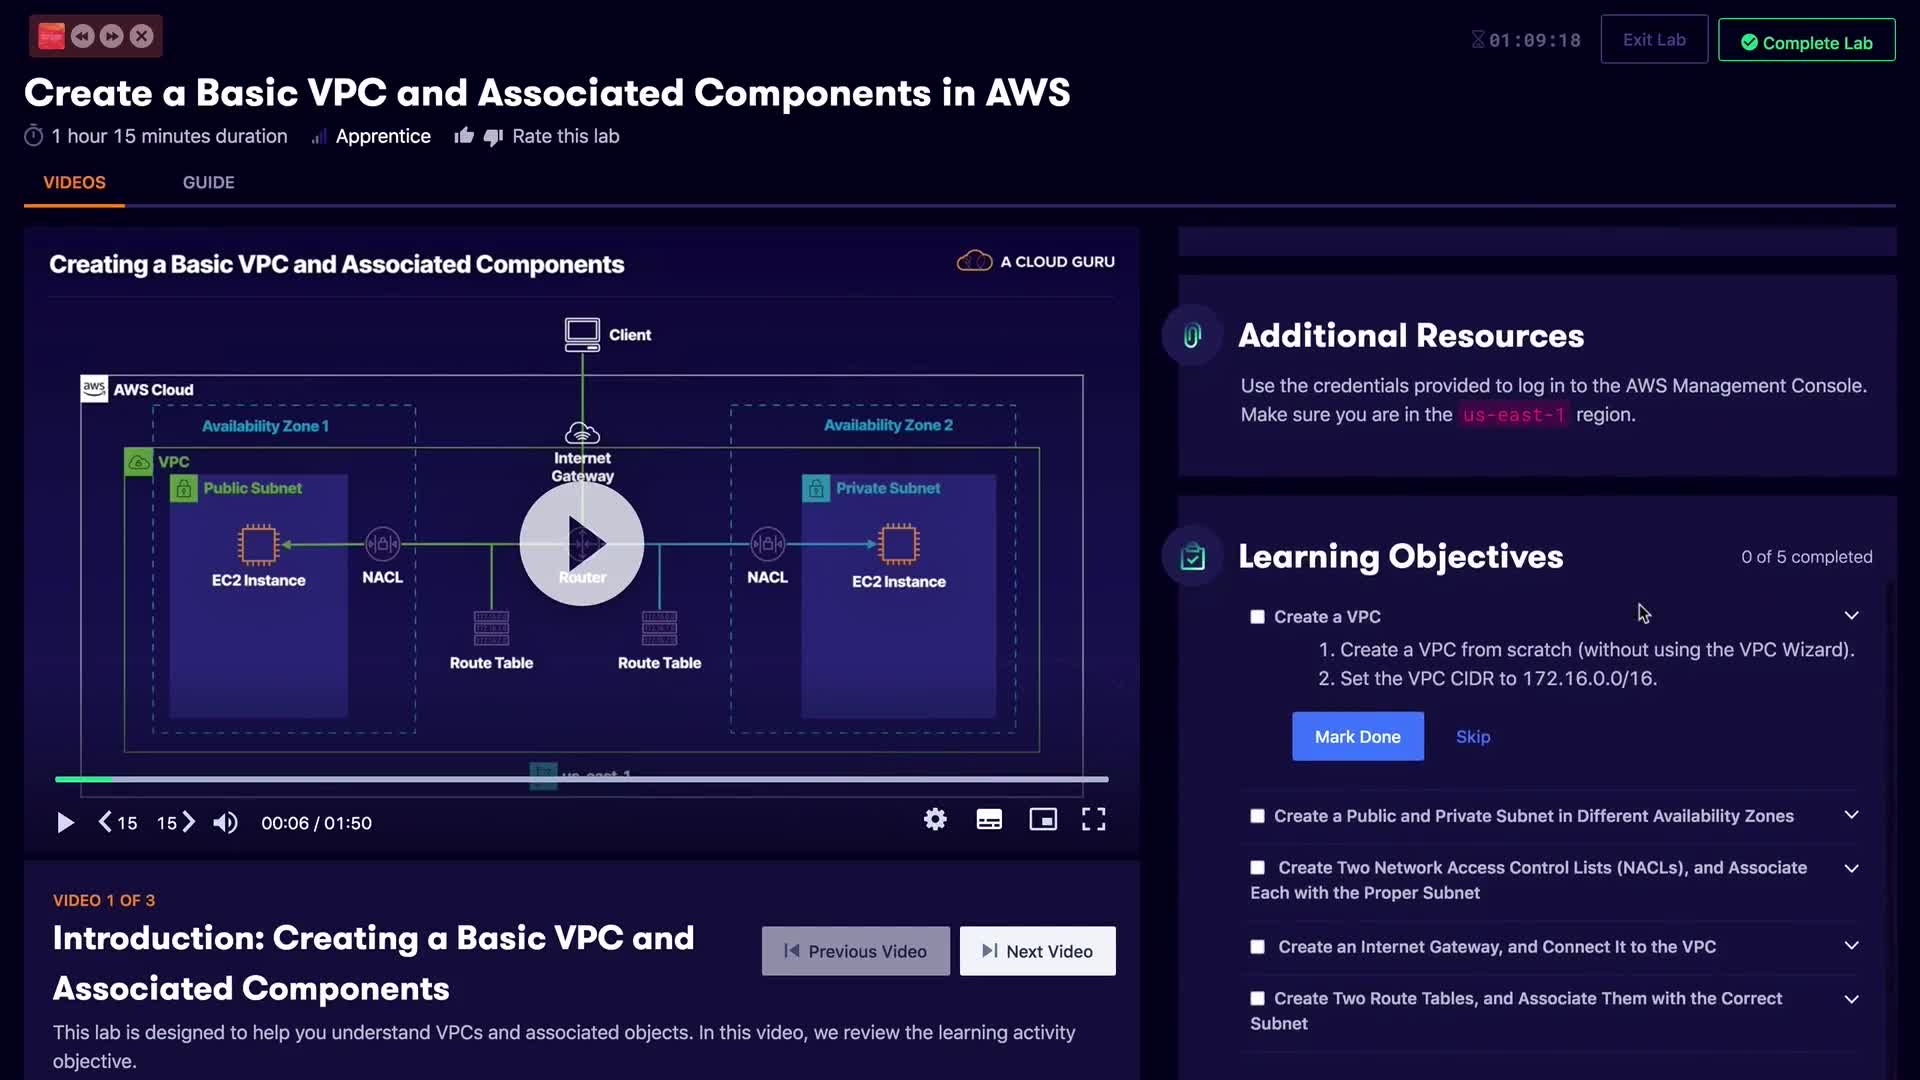 01:09:18
Exit Lab
Complete Lab
Create a Basic VPC and Associated Components in AWS
1 hour 15 minutes duration
Apprentice
Rate this lab
VIDEOS
GUIDE
Creating a Basic VPC and Associated Components
A CLOUD GURU
Client
aws
AWS Cloud
Availability Zone 1
Availability Zone 2
VPC
Internet
Gateway
Public Subnet
Private Subnet
EC2 Instance
NACL
Router
NACL
EC2 Instance
Route Table
Route Table
us-east-1
15
15
00:06 / 01:50
VIDEO 1 OF 3
Introduction: Creating a Basic VPC and
Associated Components
Previous Video
Next Video
This lab is designed to help you understand VPCs and associated objects. In this video, we review the learning activity
objective.
Additional Resources
Use the credentials provided to log in to the AWS Management Console.
Make sure you are in the us-east-1 region.
Learning Objectives
0 of 5 completed
Create a VPC
1. Create a VPC from scratch (without using the VPC Wizard).
2. Set the VPC CIDR to 172.16.0.0/16.
Mark Done
Skip
Create a Public and Private Subnet in Different Availability Zones
Create Two Network Access Control Lists (NACLs), and Associate
Each with the Proper Subnet
Create an Internet Gateway, and Connect It to the VPC
Create Two Route Tables, and Associate Them with the Correct
Subnet